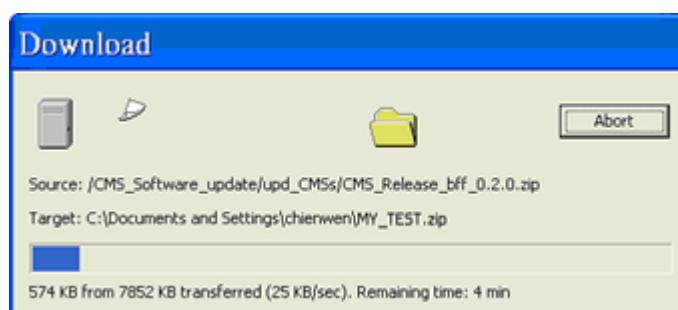 Download
Abort
Source: /CMS_Software_update/upd_CMSs/CMS_Release_bff_0.2.0.zip
Target: C:\Documents and Settings\chienwen\MY_TEST.zip
574 KB from 7852 KB transferred (25 KB/sec). Remaining time: 4 min